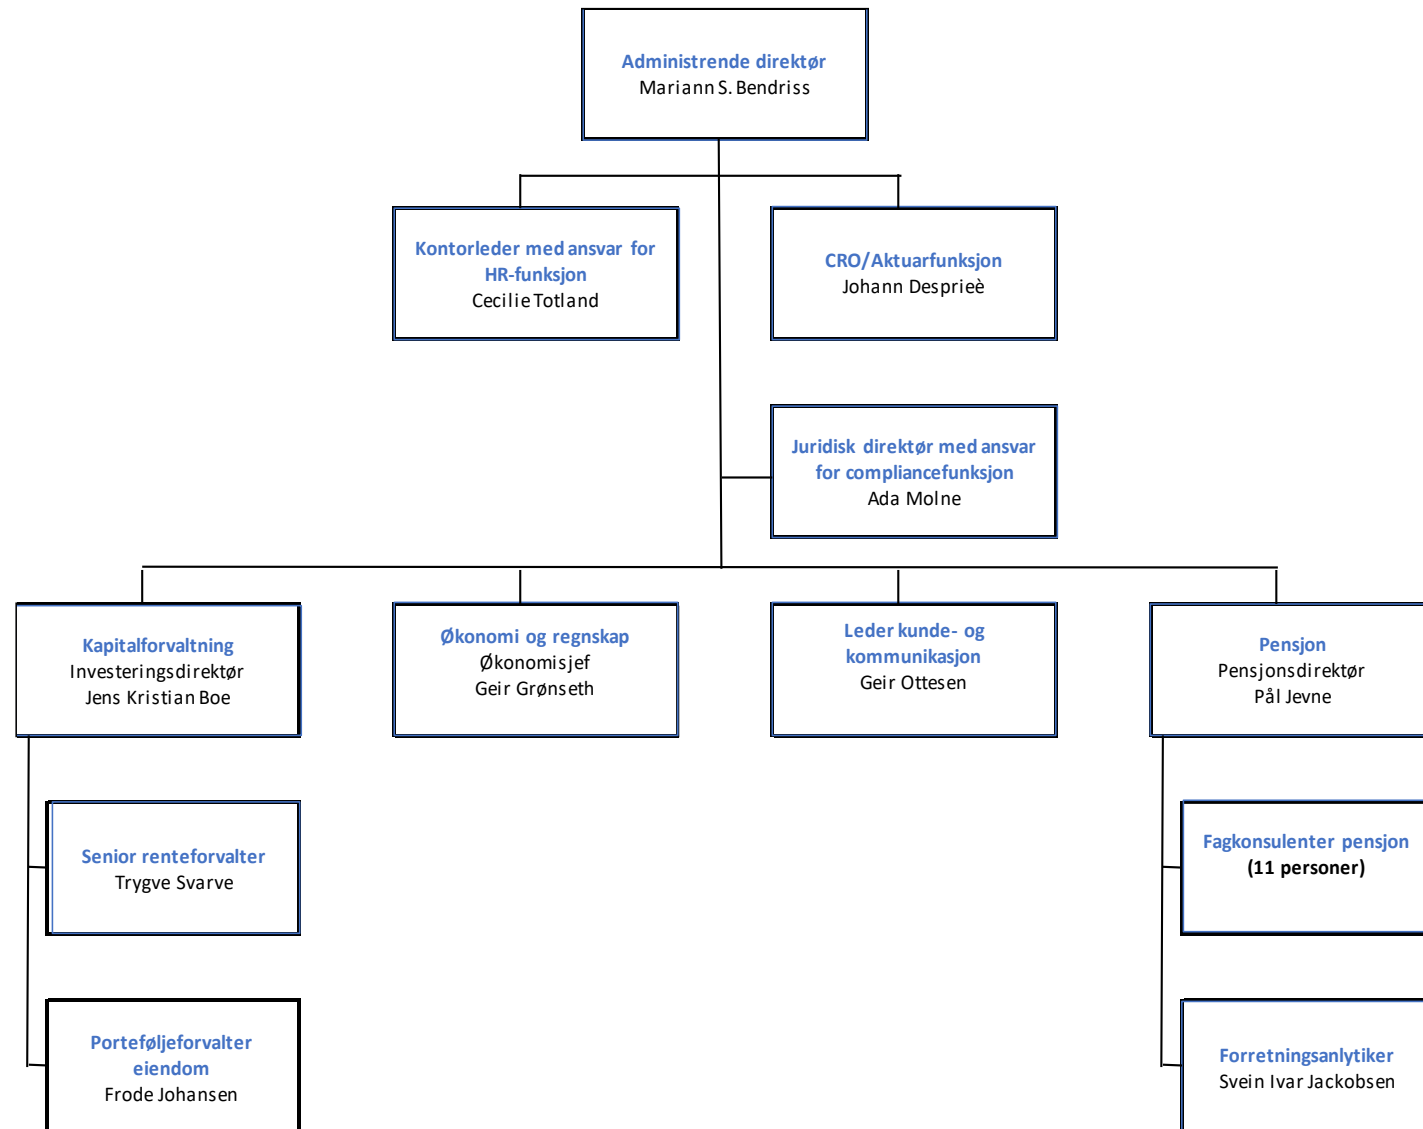 Administrende direktør
Mariann S. Bendriss
Kontorleder med ansvar for
HR-funksjon
Cecilie Totland
CRO/Aktuarfunksjon
Johann Desprieè
Juridisk direktør med ansvar
for compliancefunksjon
Ada Molne
Kapitalforvaltning
Investeringsdirektør
Jens Kristian Boe
Økonomi og regnskap
Økonomisjef
Geir Grønseth
Leder kunde- og
kommunikasjon
Geir Ottesen
Pensjon
Pensjonsdirektør
Pål Jevne
Senior renteforvalter
Trygve Svarve
Fagkonsulenter pensjon
(11 personer)
Porteføljeforvalter
eiendom
Frode Johansen
Forretningsanlytiker
Svein Ivar Jackobsen